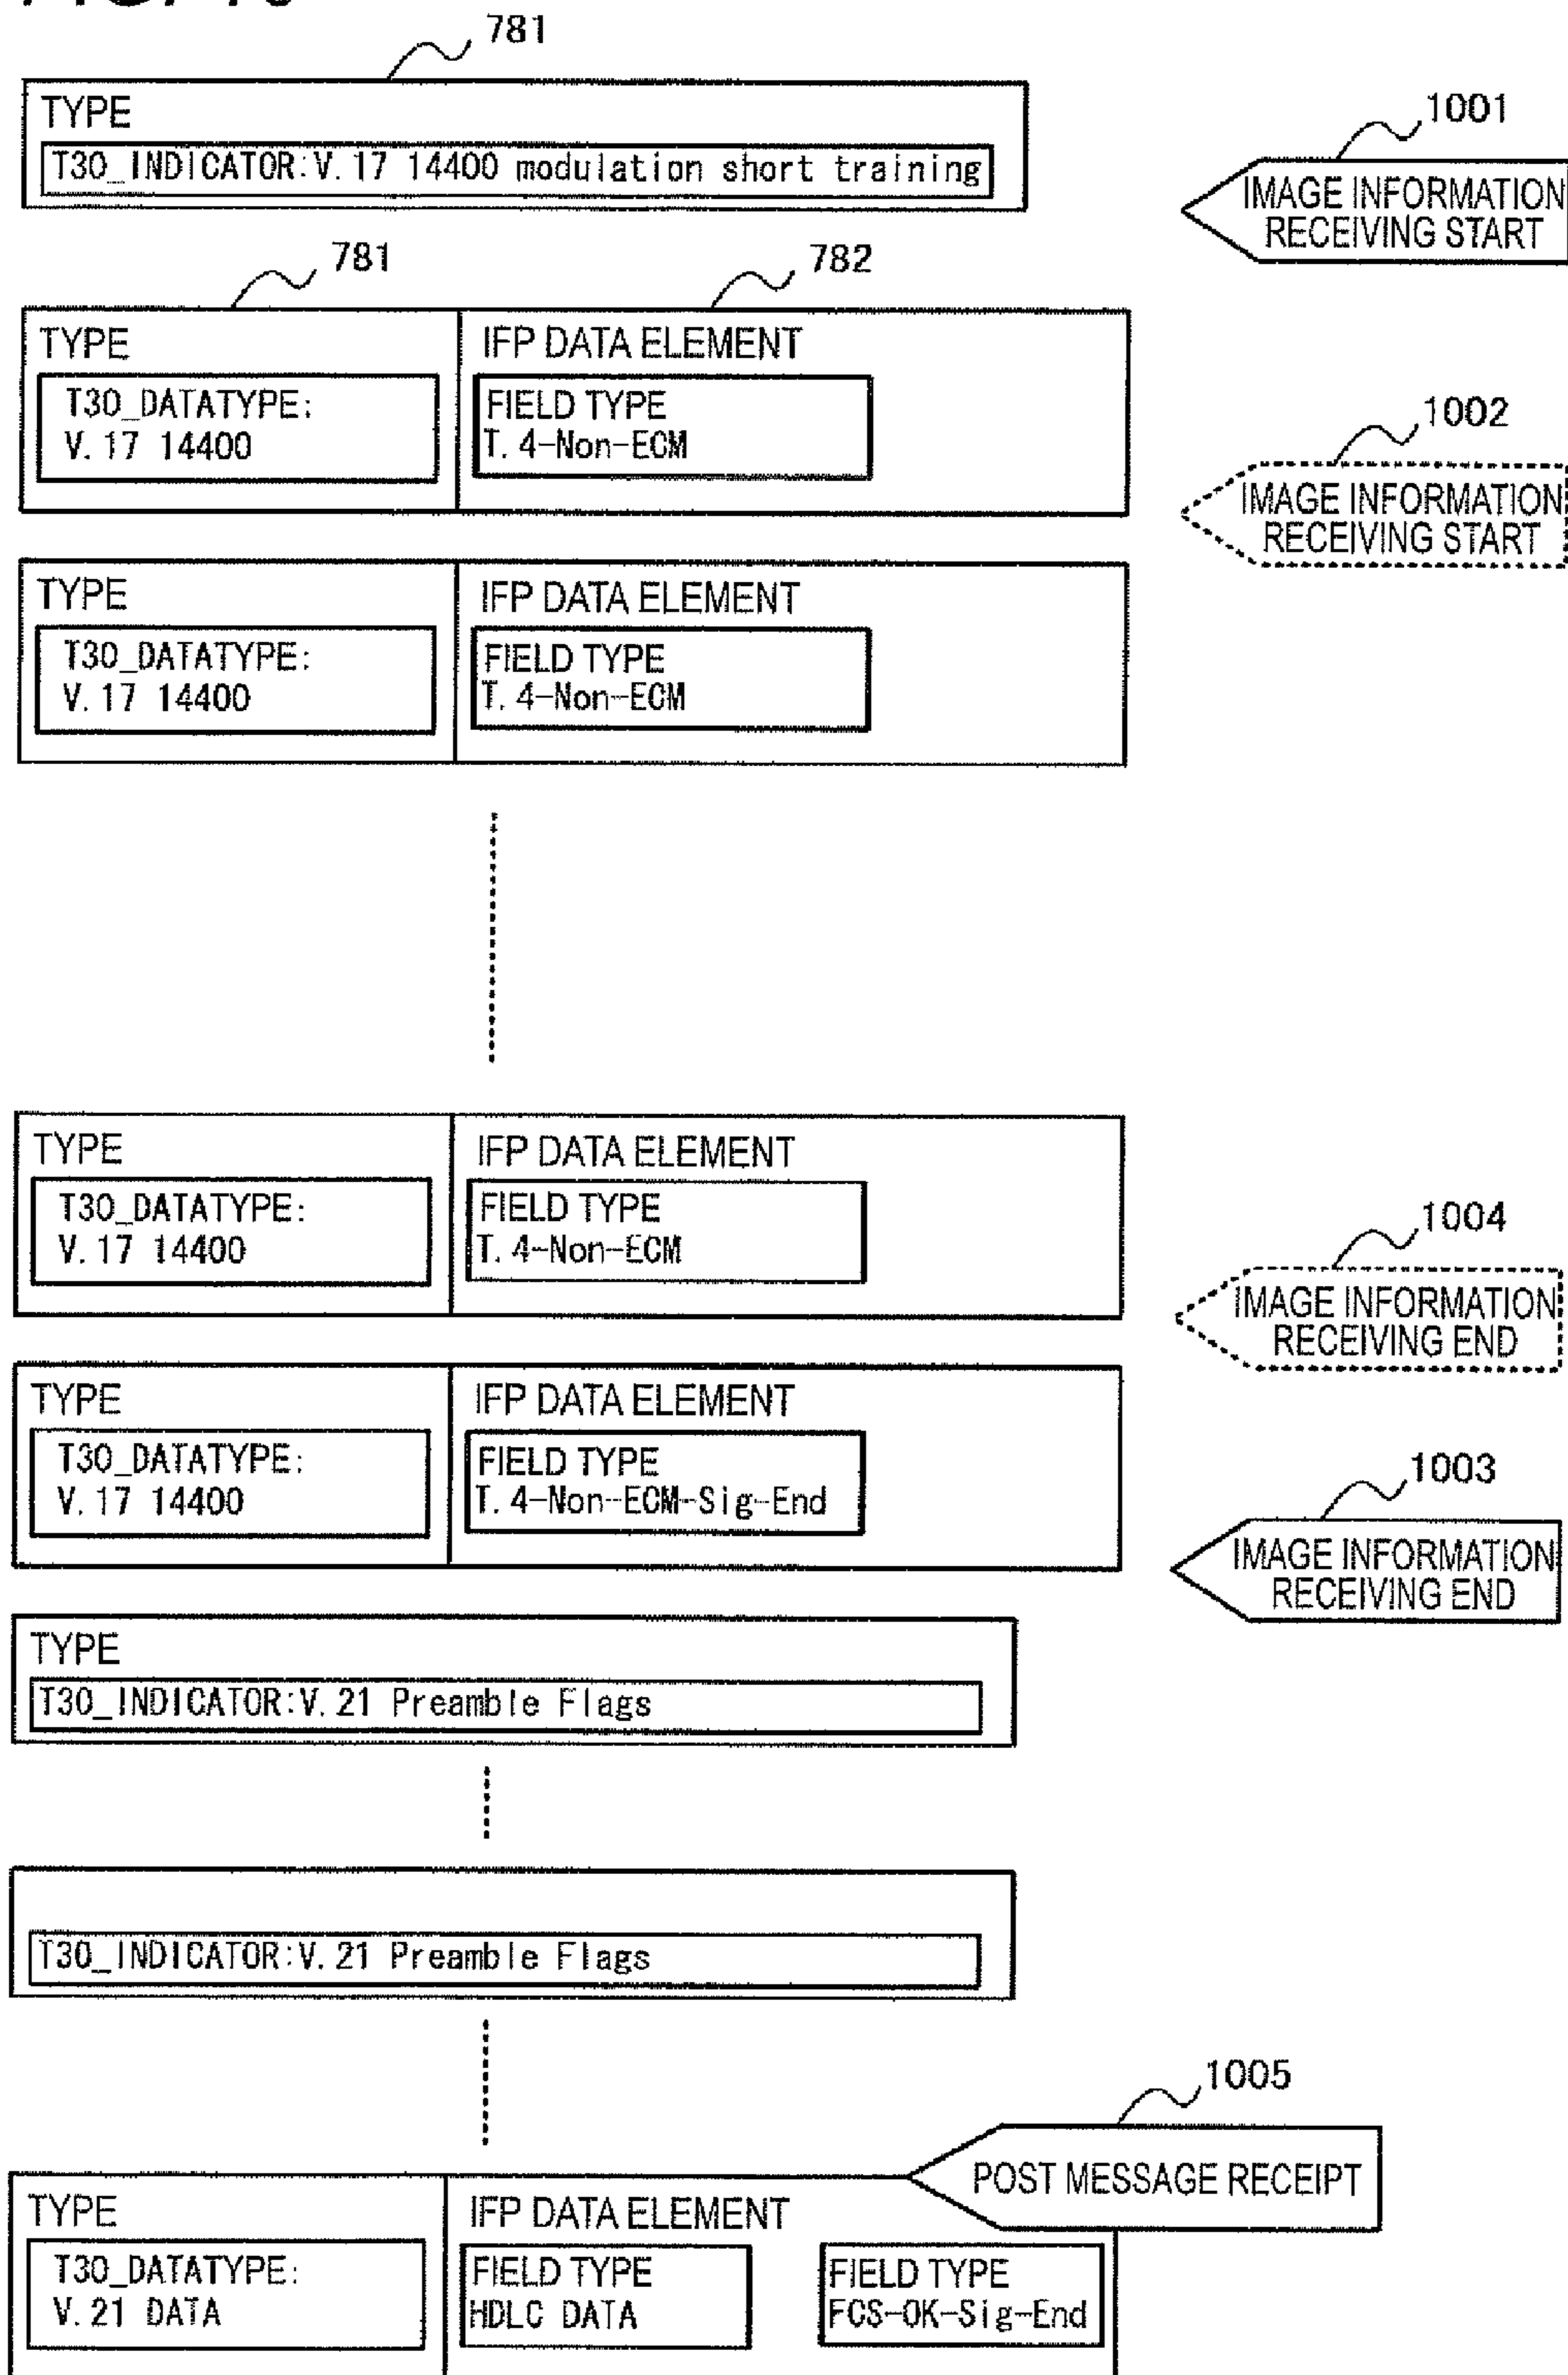 781
TYPE
T30_INDICATOR:V.17 14400 modulation short training
1001
IMAGE INFORMATION
RECEIVING START
781
782
TYPE
IFP DATA ELEMENT
T30_DATATYPE:
V.17 14400
FIELD TYPE
T.4-Non-ECM
1002
IMAGE INFORMATION
RECEIVING START
TYPE
IFP DATA ELEMENT
T30_DATATYPE:
V.17 14400
FIELD TYPE
T.4-Non-ECM
TYPE
IFP DATA ELEMENT
T30_DATATYPE:
V.17 14400
FIELD TYPE
T.4-Non-ECM
1004
IMAGE INFORMATION
RECEIVING END
TYPE
IFP DATA ELEMENT
T30_DATATYPE:
V.17 14400
FIELD TYPE
T.4-Non-ECM-Sig-End
1003
IMAGE INFORMATION
RECEIVING END
TYPE
T30_INDICATOR:V.21 Preamble Flags
T30_INDICATOR:V.21 Preamble Flags
1005
POST MESSAGE RECEIPT
TYPE
IFP DATA ELEMENT
T30_DATATYPE:
V.21 DATA
FIELD TYPE
HDLC DATA
FIELD TYPE
FCS-OK-Sig-End